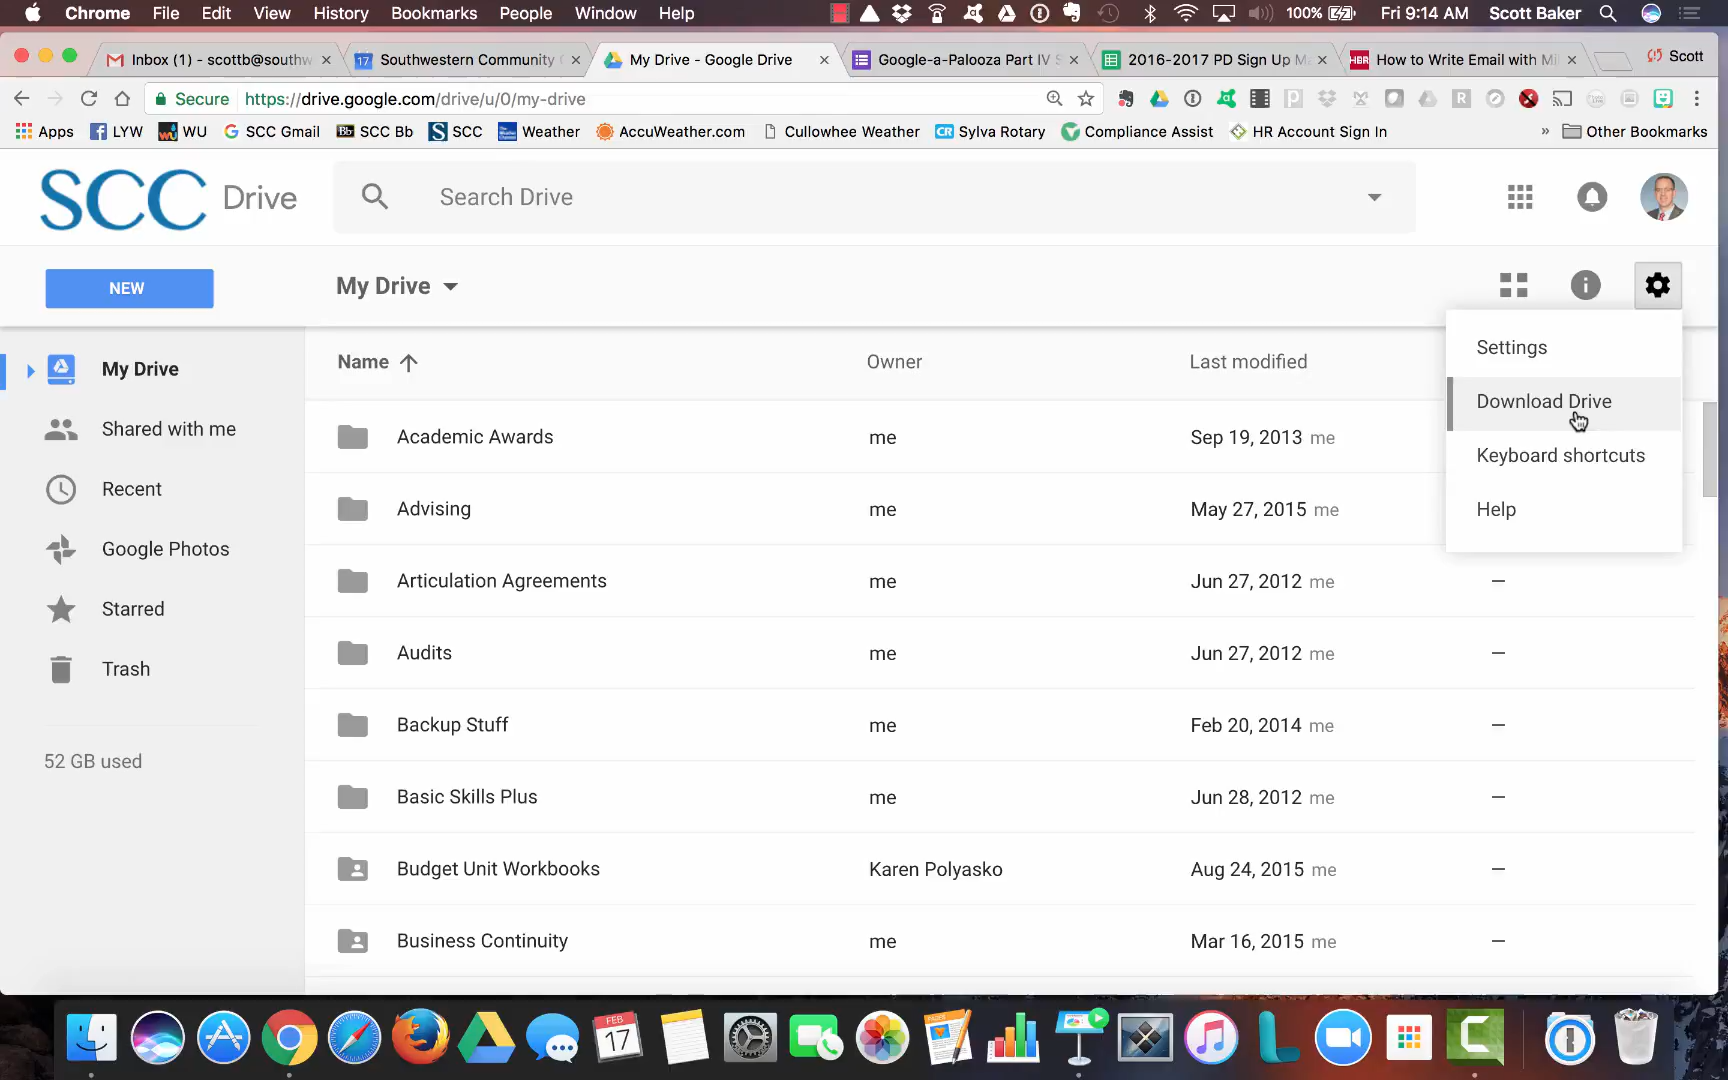 Chrome File Edit View History Bookmarks People Window Help 100% Fri 9:14 AM Scott Baker
Inbox (1) - scottb@southw 17 Southwestern Community C My Drive - Google Drive Google-a-Palooza Part IV S 2016-2017 PD Sign Up Ma HBR How to Write Email with Mil Scott
Secure https://drive.google.com/drive/u/0/my-drive
Apps LYW WU SCC Gmail Bb SCC Bb S SCC Weather AccuWeather.com Cullowhee Weather CR Sylva Rotary Compliance Assist HR Account Sign In » Other Bookmarks
SCC Drive Search Drive
NEW My Drive
Settings
Download Drive
Keyboard shortcuts
Help
My Drive
Shared with me
Recent
Google Photos
Starred
Trash
52 GB used
Name Owner Last modified
Academic Awards me Sep 19, 2013 me
Advising me May 27, 2015 me
Articulation Agreements me Jun 27, 2012 me —
Audits me Jun 27, 2012 me —
Backup Stuff me Feb 20, 2014 me —
Basic Skills Plus me Jun 28, 2012 me —
Budget Unit Workbooks Karen Polyasko Aug 24, 2015 me —
Business Continuity me Mar 16, 2015 me —
FEB
17
PAGES